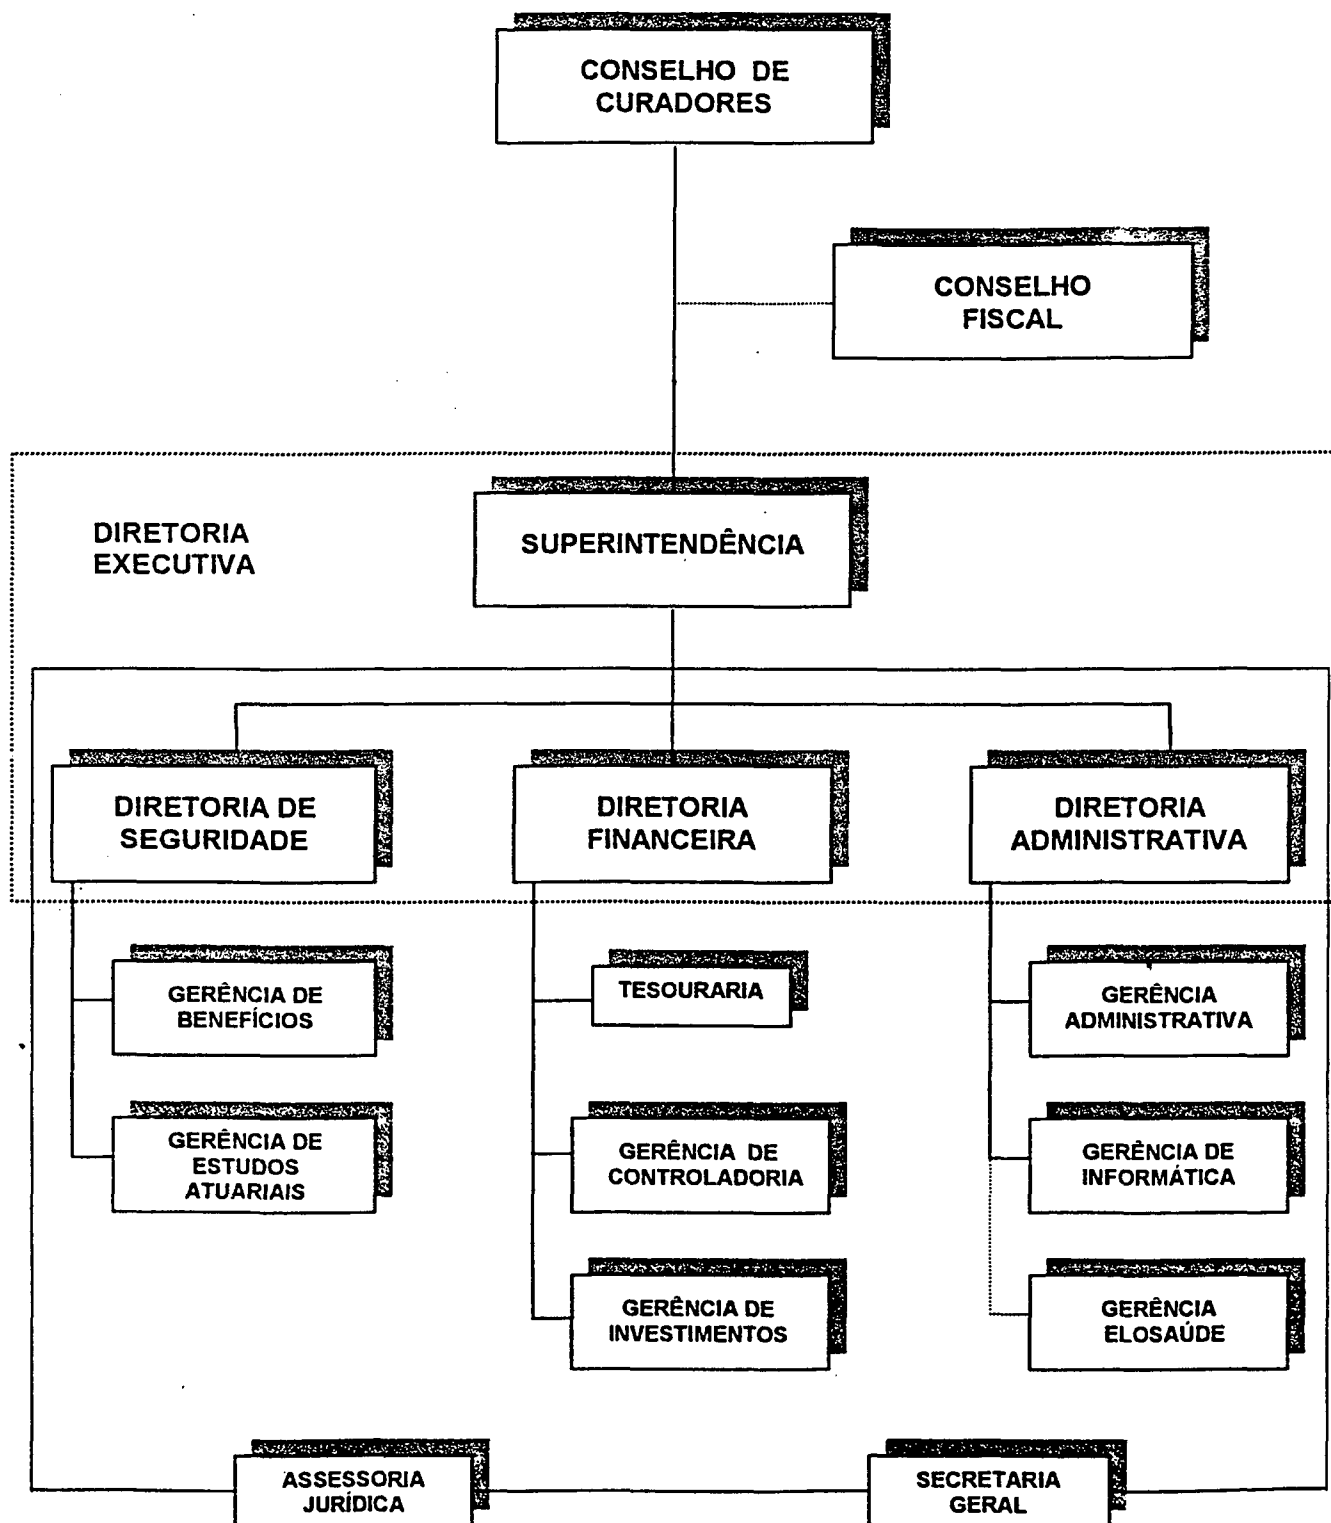 CONSELHO DE
CURADORES
CONSELHO
FISCAL
DIRETORIA
EXECUTIVA
SUPERINTENDÊNCIA
DIRETORIA DE
SEGURIDADE
DIRETORIA
FINANCEIRA
DIRETORIA
ADMINISTRATIVA
GERÊNCIA DE
BENEFÍCIOS
TESOURARIA
GERÊNCIA
ADMINISTRATIVA
GERÊNCIA DE
ESTUDOS
ATUARIAIS
GERÊNCIA DE
CONTROLADORIA
GERÊNCIA DE
INFORMÁTICA
GERÊNCIA DE
INVESTIMENTOS
GERÊNCIA
ELOSAÚDE
ASSESSORIA
JURÍDICA
SECRETARIA
GERAL